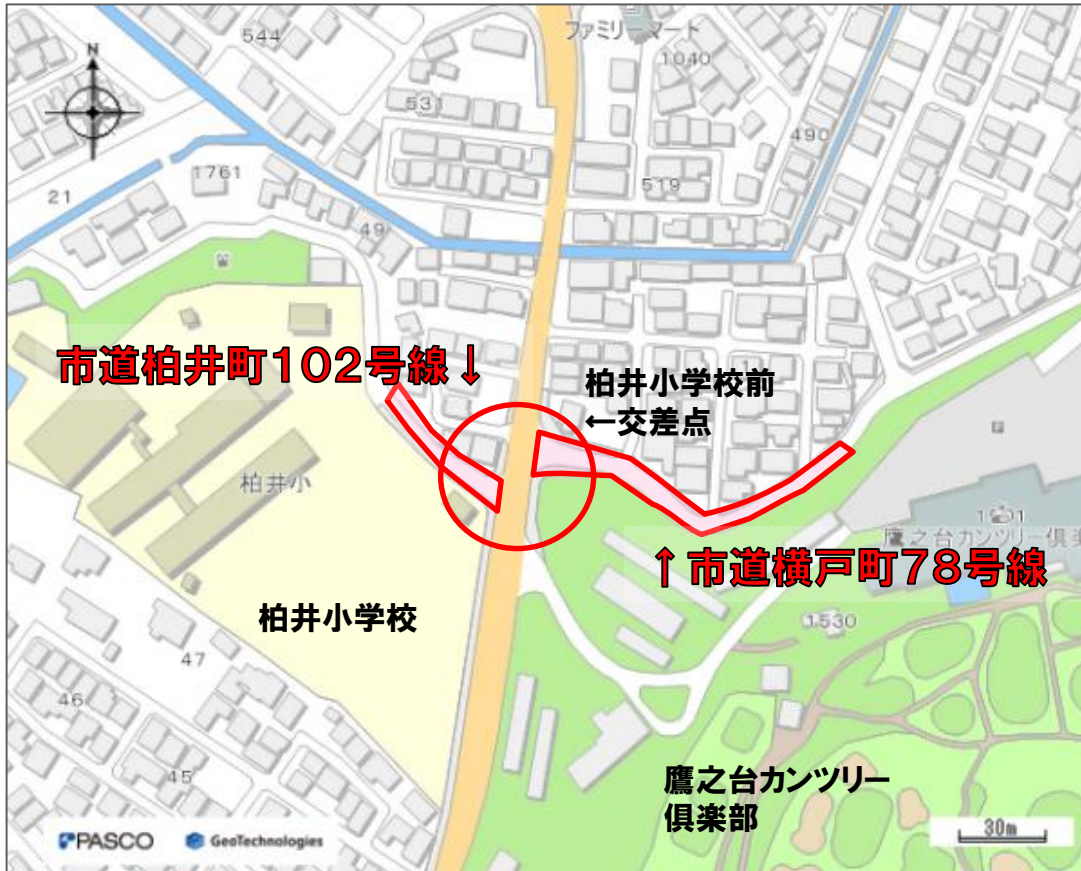 ファミリーマート
544
N
1040
531
490
1761
519
21
49
市道柏井町102号線↓
柏井小学校前
←交差点
柏井小
鷹之台カンツリー倶楽
↑市道横戸町78号線
柏井小学校
1530
47
46
45
鷹之台カンツリー
倶楽部
PASCO
GeoTechnologies
30m